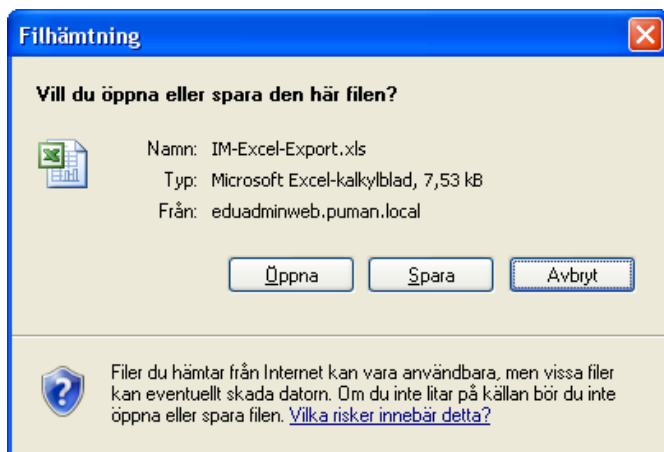 Filhämtning
Vill du öppna eller spara den här filen?
Namn: IM-Excel-Export.xls
Typ: Microsoft Excel-kalkylblad, 7,53 kB
Från: eduadminweb.puman.local
Öppna Spara Avbryt
Filer du hämtar från Internet kan vara användbara, men vissa filer
kan eventuellt skada datorn. Om du inte litar på källan bör du inte
öppna eller spara filen. Vilka risker innebär detta?